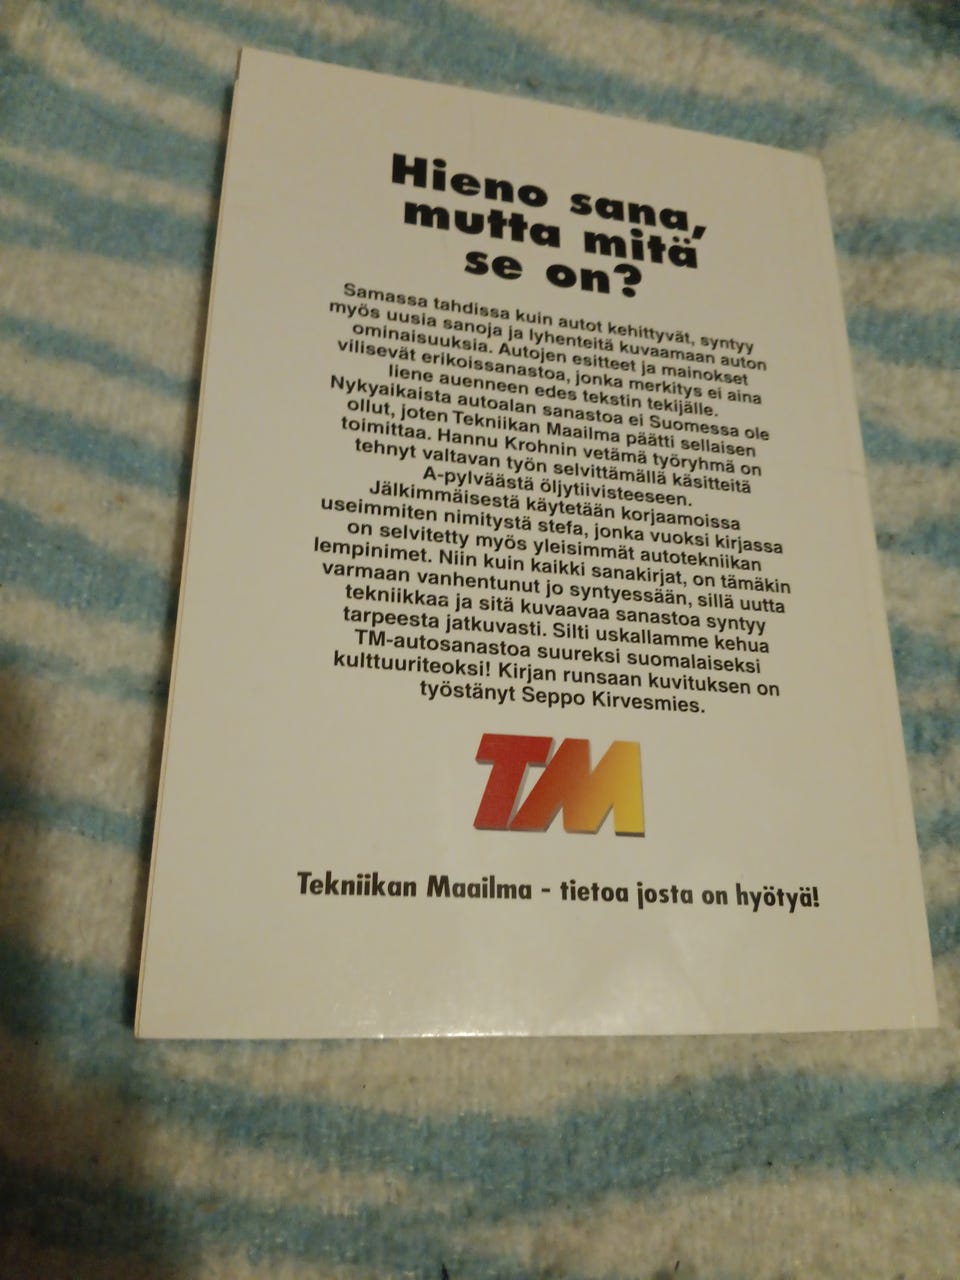 Hieno sana,
mutta mitä
se on?
Samassa tahdissa kuin autot kehittyvät, syntyy
myös uusia sanoja ja lyhenteitä kuvaamaan auton
ominaisuuksia. Autojen esitteet ja mainokset
vilisevät erikoissanastoa, jonka merkitys ei aina
liene auenneen edes tekstin tekijälle.
Nykyaikaista autoalan sanastoa ei Suomessa ole
ollut, joten Tekniikan Maailma päätti sellaisen
toimittaa. Hannu Krohnin vetämä työryhmä on
tehnyt valtavan työn selvittämällä käsitteitä
A-pylväästä öljytiivisteeseen.
Jälkimmäisestä käytetään korjaamoissa
useimmiten nimitystä stefa, jonka vuoksi kirjassa
on selvitetty myös yleisimmät autotekniikan
lempinimet. Niin kuin kaikki sanakirjat, on tämäkin
varmaan vanhentunut jo syntyessään, sillä uutta
tekniikkaa ja sitä kuvaavaa sanastoa syntyy
tarpeesta jatkuvasti. Silti uskallamme kehua
TM-autosanastoa suureksi suomalaiseksi
kulttuuriteoksi! Kirjan runsaan kuvituksen on
työstänyt Seppo Kirvesmies.
TM
Tekniikan Maailma - tietoa josta on hyötyä!